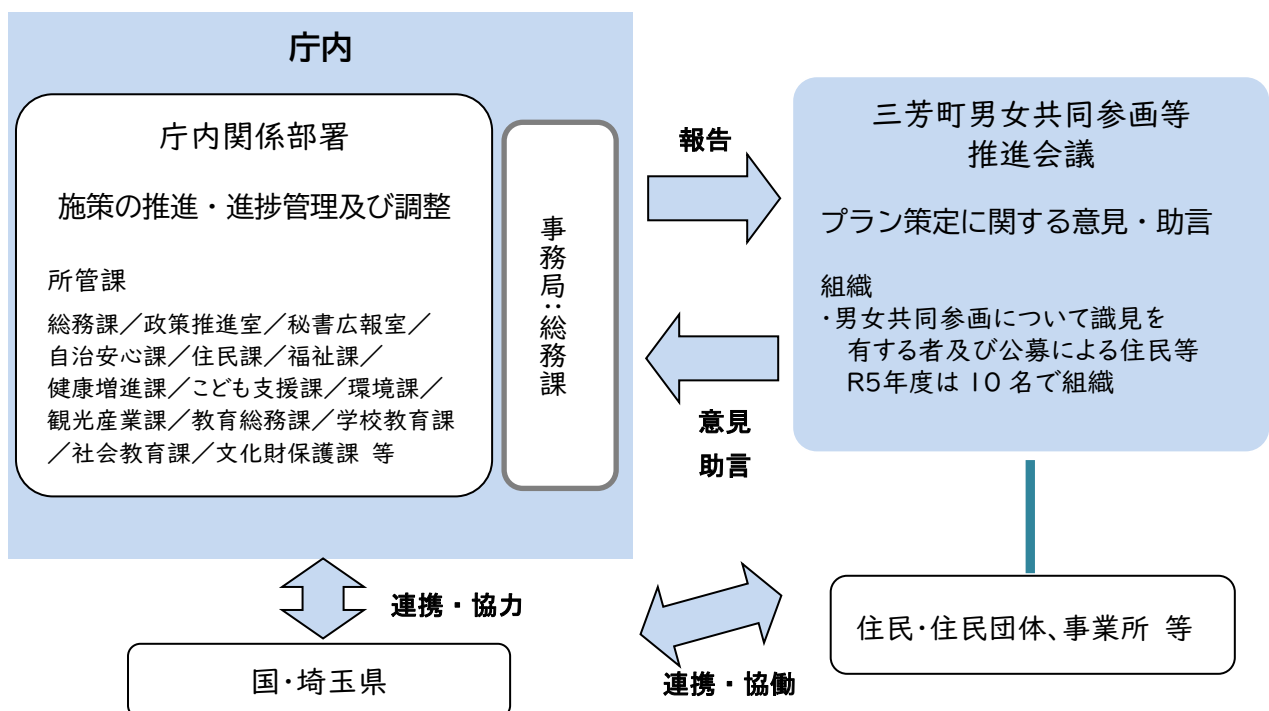 庁内
庁内関係部署
施策の推進・進捗管理及び調整
所管課
総務課／政策推進室／秘書広報室／
自治安心課／住民課／福祉課／
健康増進課／こども支援課／環境課／
観光産業課／教育総務課／学校教育課
／社会教育課／文化財保護課 等
事務局：総務課
報告
意見
助言
三芳町男女共同参画等
推進会議
プラン策定に関する意見・助言
組織
・男女共同参画について識見を
有する者及び公募による住民等
R5年度は10名で組織
連携・協力
国・埼玉県
連携・協働
住民・住民団体、事業所 等